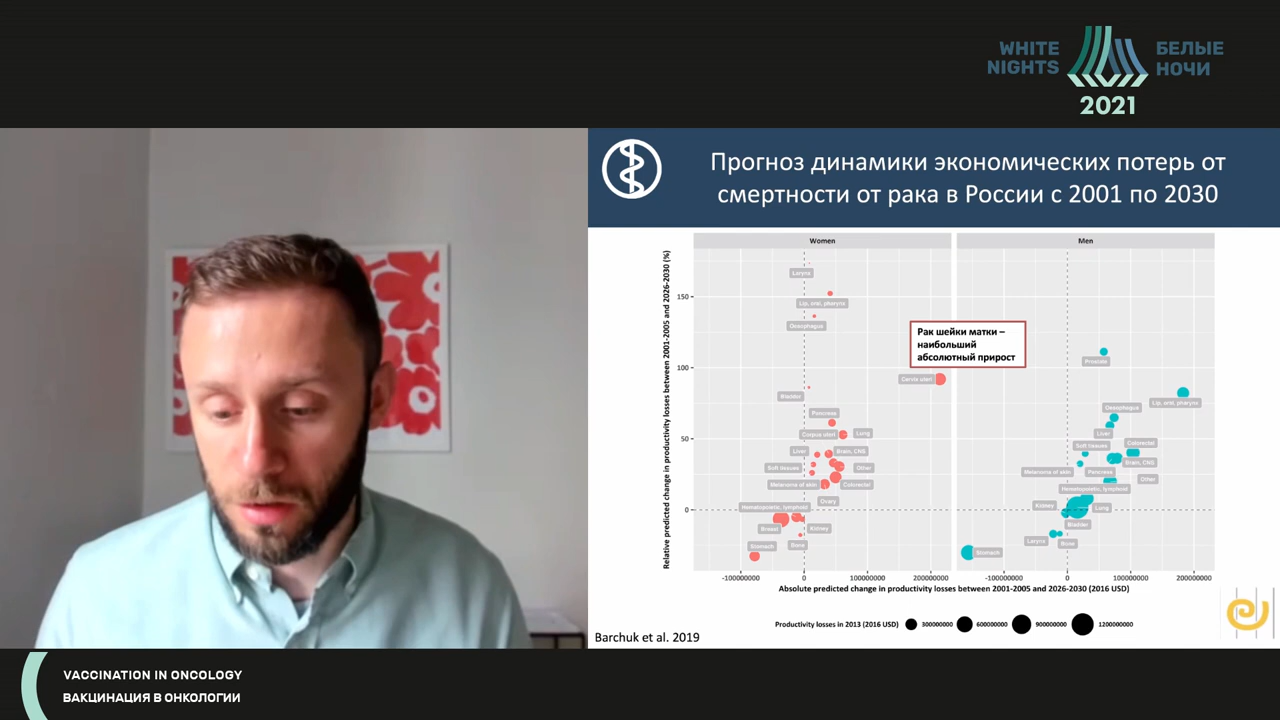 WHITE
NIGHTS
БЕЛЫЕ
НОЧИ
2021
Прогноз динамики экономических потерь от
смертности от рака в России с 2001 по 2030
Women
Men
Relative predicted change in productivity losses between 2001-2005 and 2026-2030 (%)
150
100
50
0
Larynx
Lip, oral, pharynx
Oesophagus
Cervix uteri
Bladder
Pancreas
Corpus uteri
Lung
Liver
Brain, CNS
Soft tissues
Other
Melanoma of skin
Colorectal
Ovary
Hematopoietic, lymphoid
Breast
Kidney
Stomach
Bone
Рак шейки матки –
наибольший
абсолютный прирост
Prostate
Lip, oral, pharynx
Oesophagus
Liver
Soft tissues
Colorectal
Brain, CNS
Melanoma of skin
Pancreas
Other
Hematopoietic, lymphoid
Kidney
Lung
Bladder
Larynx
Bone
Stomach
-100000000
0
100000000
200000000
-100000000
0
100000000
200000000
Absolute predicted change in productivity losses between 2001-2005 and 2026-2030 (2016 USD)
Productivity losses in 2013 (2016 USD) 300000000 600000000 900000000 1200000000
Barchuk et al. 2019
VACCINATION IN ONCOLOGY
ВАКЦИНАЦИЯ В ОНКОЛОГИИ